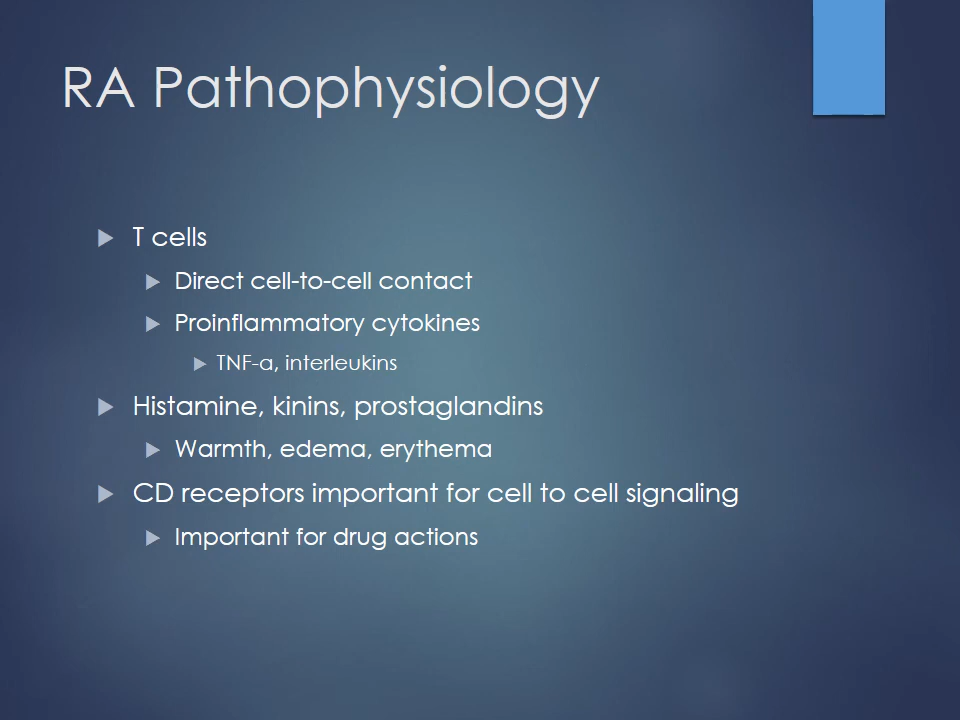 RA Pathophysiology
T cells
Direct cell-to-cell contact
Proinflammatory cytokines
TNF-α, interleukins
Histamine, kinins, prostaglandins
Warmth, edema, erythema
CD receptors important for cell to cell signaling
Important for drug actions